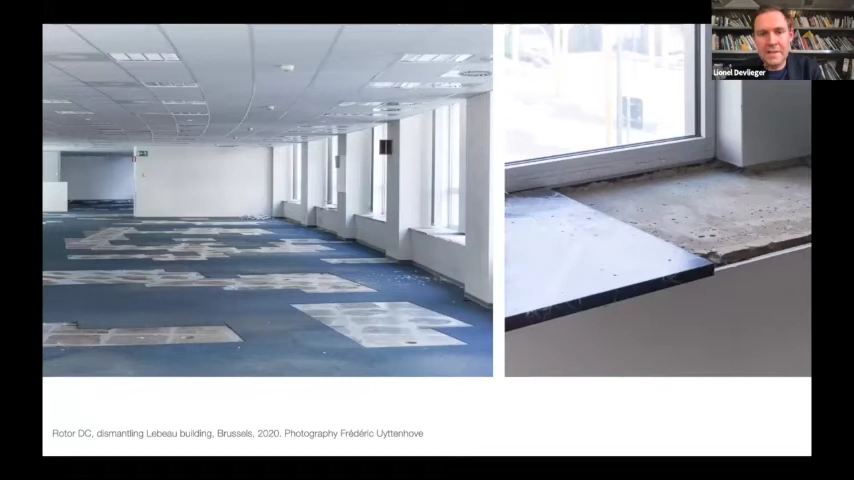 Lionel Devlieger
Rotor DC, dismantling Lebeau building, Brussels, 2020. Photography Frédéric Uyttenhove